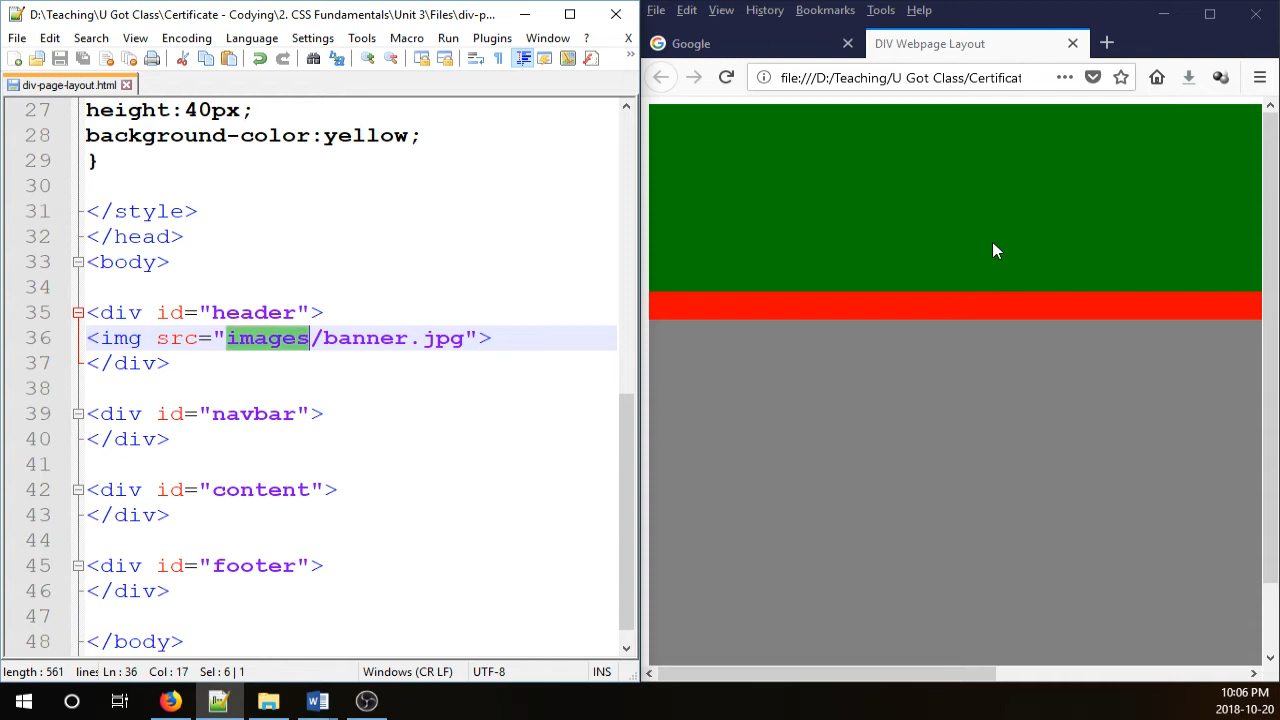 D:\Teaching\U Got Class\Certificate - Codying\2. CSS Fundamentals\Unit 3\Files\div-p...
File Edit Search View Encoding Language Settings Tools Macro Run Plugins Window ?
div-page-layout.html
27 height:40px;
28 background-color:yellow;
29 }
30
31 </style>
32 </head>
33 <body>
34
35 <div id="header">
36 <img src="images/banner.jpg">
37 </div>
38
39 <div id="navbar">
40 </div>
41
42 <div id="content">
43 </div>
44
45 <div id="footer">
46 </div>
47
48 </body>
length : 561 lines Ln : 36 Col : 17 Sel : 6 | 1 Windows (CR LF) UTF-8 INS
File Edit View History Bookmarks Tools Help
Google DIV Webpage Layout
file:///D:/Teaching/U Got Class/Certificat
10:06 PM
2018-10-20